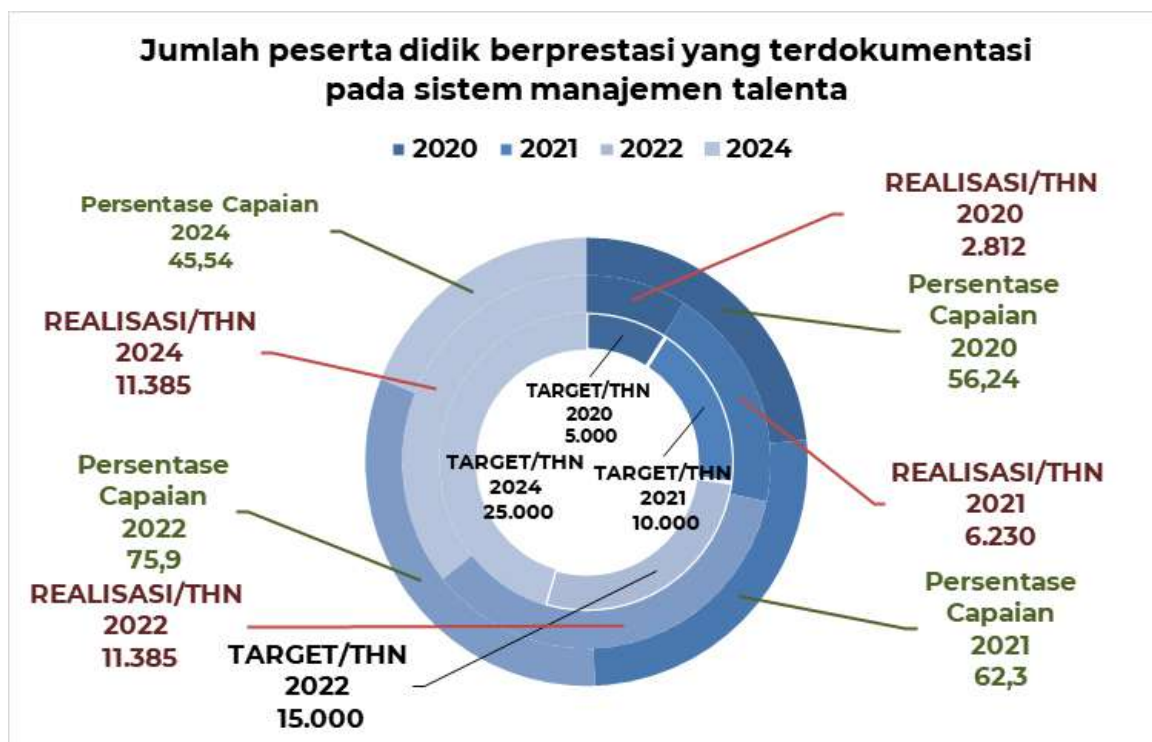 Jumlah peserta didik berprestasi yang terdokumentasi
pada sistem manajemen talenta
2020 2021 2022 2024
REALISASI/THN
2020
2.812
Persentase
Capaian
2020
56,24
REALISASI/THN
2021
6.230
Persentase
Capaian
2021
62,3
TARGET/THN
2020
5.000
TARGET/THN
2021
10.000
TARGET/THN
2024
25.000
Persentase Capaian
2024
45,54
REALISASI/THN
2024
11.385
Persentase
Capaian
2022
75,9
REALISASI/THN
2022
11.385
TARGET/THN
2022
15.000